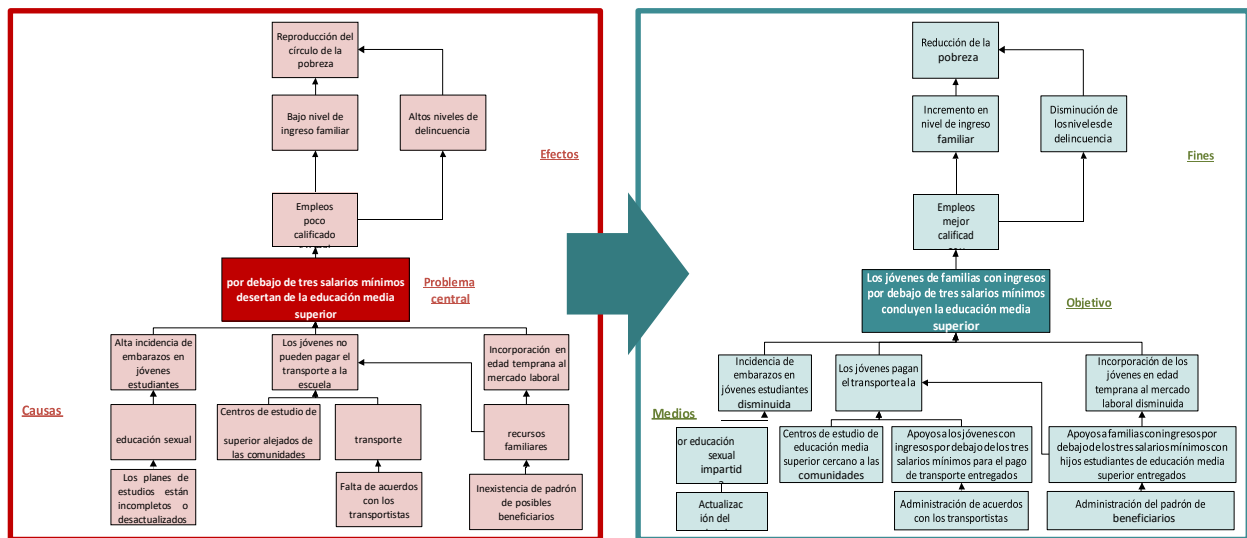 Reproducción del
círculo de la
pobreza
Bajo nivel de
ingreso familiar
Altos niveles de
delincuencia
Efectos
Empleos
poco
calificado
por debajo de tres salarios mínimos
desertan de la educación media
superior
Problema
central
Alta incidencia de
embarazos en
jóvenes
estudiantes
Los jóvenes no
pueden pagar el
transporte a la
escuela
Incorporación en
edad temprana al
mercado laboral
Causas
educación sexual
Centros de estudio de
superior alejados de
las comunidades
transporte
recursos
familiares
Los planes de
estudios están
incompletos o
desactualizados
Falta de acuerdos
con los
transportistas
Inexistencia de padrón
de posibles
beneficiarios
Reducción de la
pobreza
Incremento en
nivel de ingreso
familiar
Disminución de
losnivelesde
delincuencia
Fines
Empleos
mejor
calificad
Los jóvenes de familias con ingresos
por debajo de tres salarios mínimos
concluyen la educación media
superior
Objetivo
Incidencia de
embarazos en
jóvenes estudiantes
disminuida
Los jóvenes pagan
el transporte a la
Incorporación de los
jóvenes en edad
temprana al mercado
laboral disminuida
Medios
or educación
sexual
impartid
Centros de estudio de
educación media
superior cercano a las
comunidades
Apoyosa los jóvenes con
ingresos por debajo de los tres
salarios mínimos para el pago
de transporte entregados
Apoyosa familias con ingresos por
debajo de los tres salarios mínimos con
hijos estudiantes de educación media
superior entregados
Actualizac
ión del
Administración de acuerdos
con los transportistas
Administración del padrón de
beneficiarios